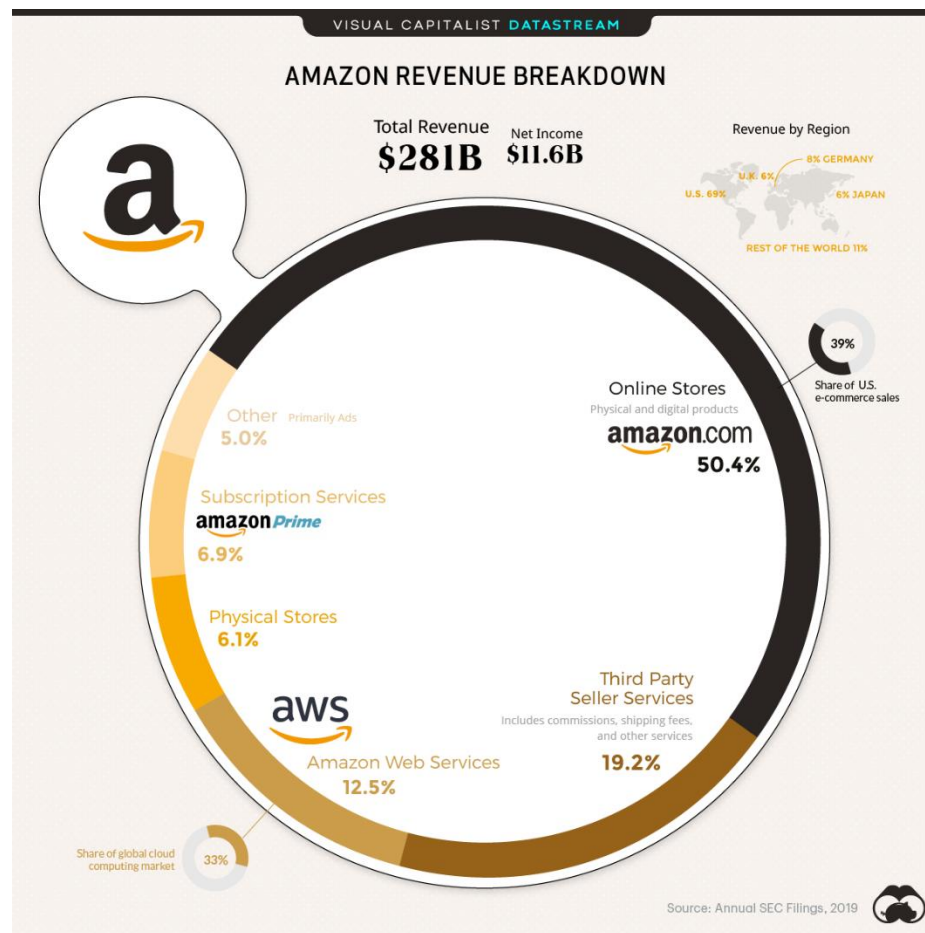 VISUAL CAPITALIST DATASTREAM
AMAZON REVENUE BREAKDOWN
Total Revenue
$281B
Net Income
$11.6B
Revenue by Region
8% GERMANY
U.K. 6%
U.S. 69%
6% JAPAN
REST OF THE WORLD 11%
a
39%
Share of U.S.
e-commerce sales
Online Stores
Physical and digital products
amazon.com
50.4%
Other Primarily Ads
5.0%
Subscription Services
amazon Prime
6.9%
Physical Stores
6.1%
Third Party
Seller Services
Includes commissions, shipping fees,
and other services
19.2%
aws
Amazon Web Services
12.5%
Share of global cloud
computing market
33%
Source: Annual SEC Filings, 2019